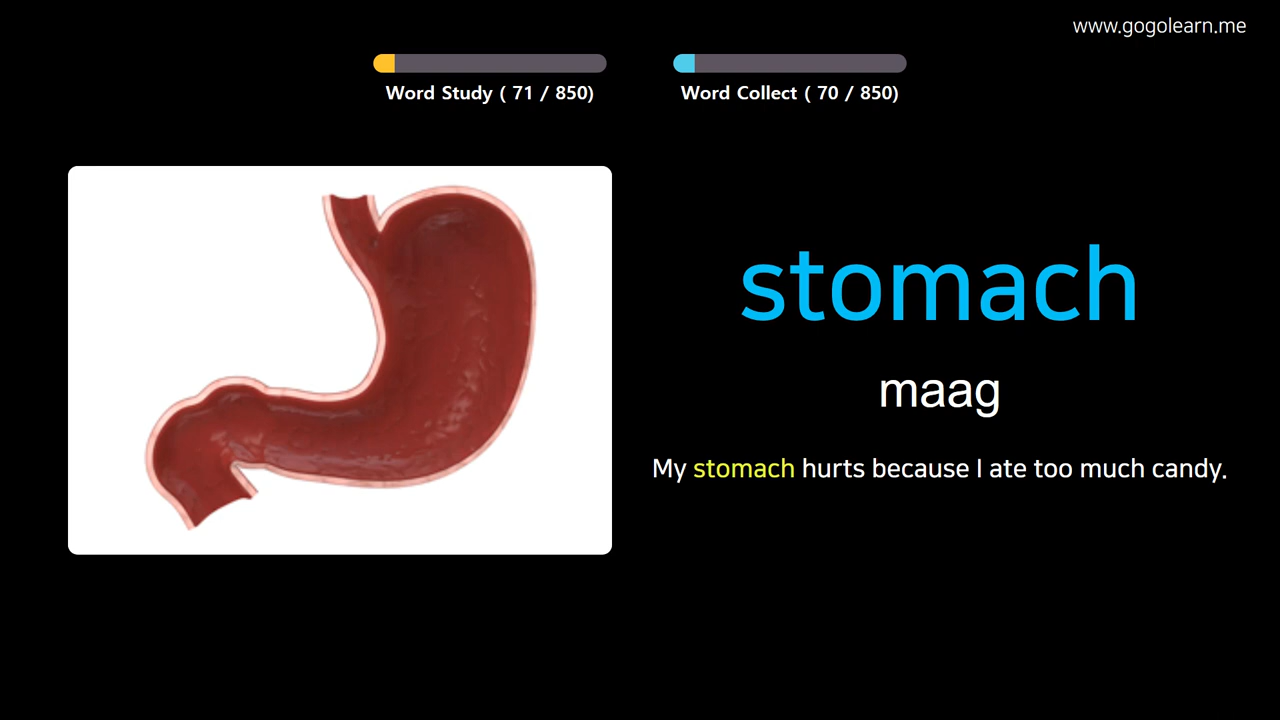 www.gogolearn.me
Word Study ( 71 / 850)
Word Collect ( 70 / 850)
stomach
maag
My stomach hurts because I ate too much candy.